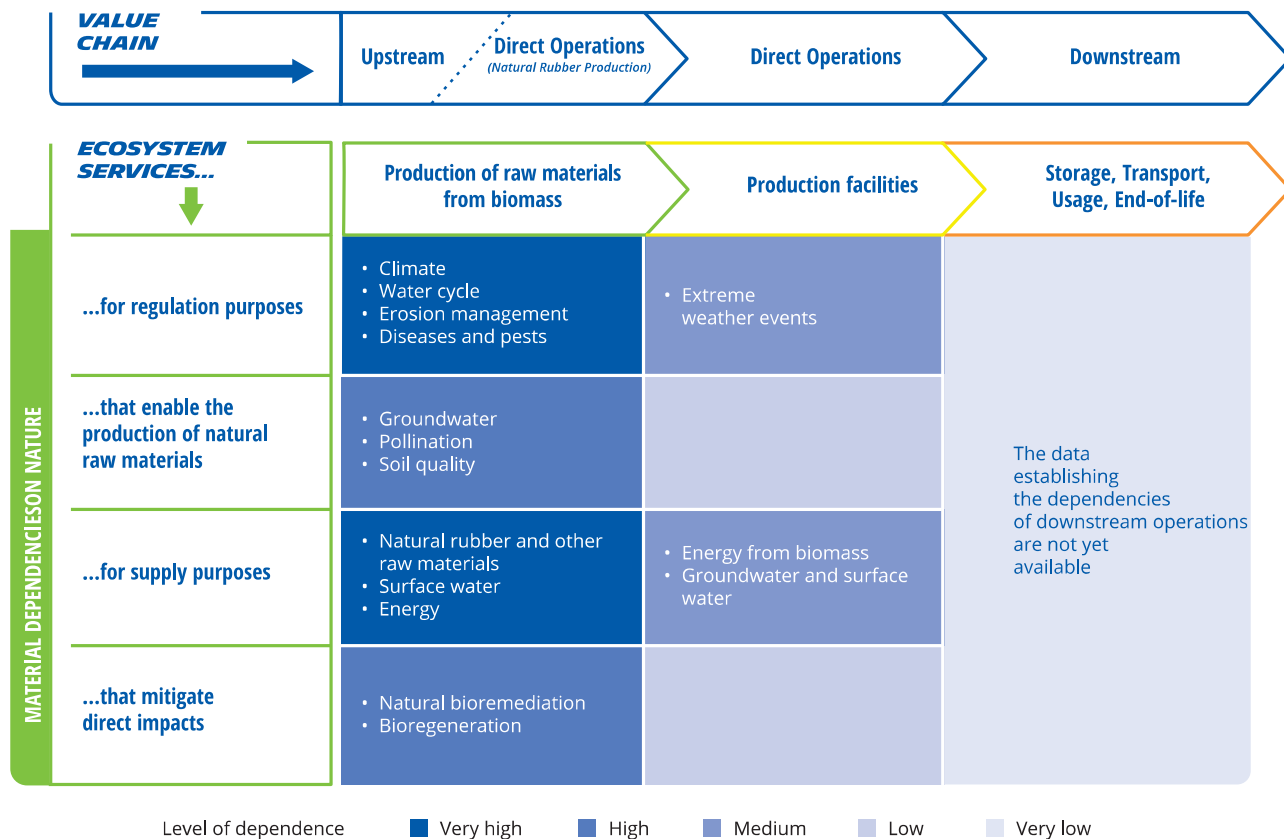 VALUE
CHAIN
Upstream
Direct Operations
(Natural Rubber Production)
Direct Operations
Downstream
ECOSYSTEM
SERVICES...
Production of raw materials
from biomass
Production facilities
Storage, Transport,
Usage, End-of-life
MATERIAL DEPENDENCIESON NATURE
...for regulation purposes
• Climate
• Water cycle
• Erosion management
• Diseases and pests
• Extreme
weather events
...that enable the
production of natural
raw materials
• Groundwater
• Pollination
• Soil quality
...for supply purposes
• Natural rubber and other
raw materials
• Surface water
• Energy
• Energy from biomass
• Groundwater and surface
water
...that mitigate
direct impacts
• Natural bioremediation
• Bioregeneration
The data
establishing
the dependencies
of downstream operations
are not yet
available
Level of dependence
Very high
High
Medium
Low
Very low